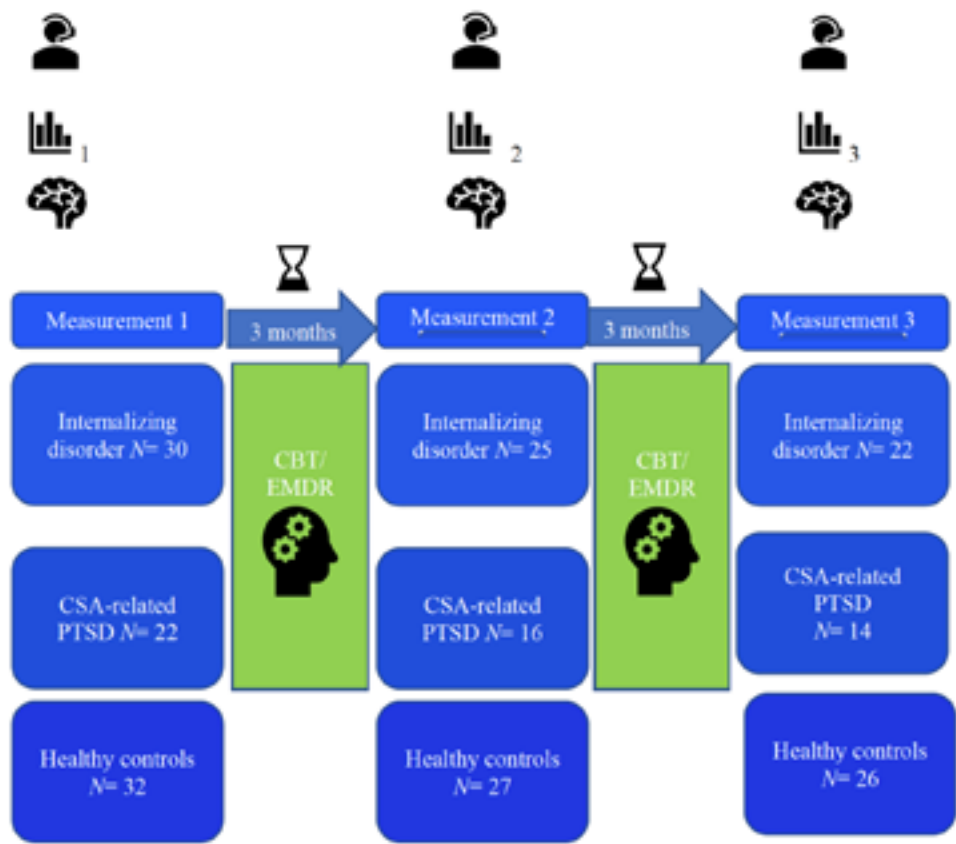 1
2
3
Measurement 1
3 months
Measurement 2
3 months
Measurement 3
Internalizing
disorder N= 30
CBT/
EMDR
Internalizing
disorder N= 25
CBT/
EMDR
Internalizing
disorder N= 22
CSA-related
PTSD N= 22
CSA-related
PTSD N= 16
CSA-related
PTSD
N= 14
Healthy controls
N= 32
Healthy controls
N= 27
Healthy controls
N= 26